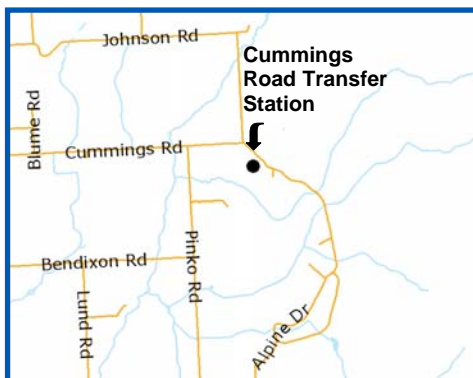 Johnson Rd
Cummings
Road Transfer
Station
Blume Rd
Cummings Rd
Bendixon Rd
Pinko Rd
Lund Rd
Alpine Dr